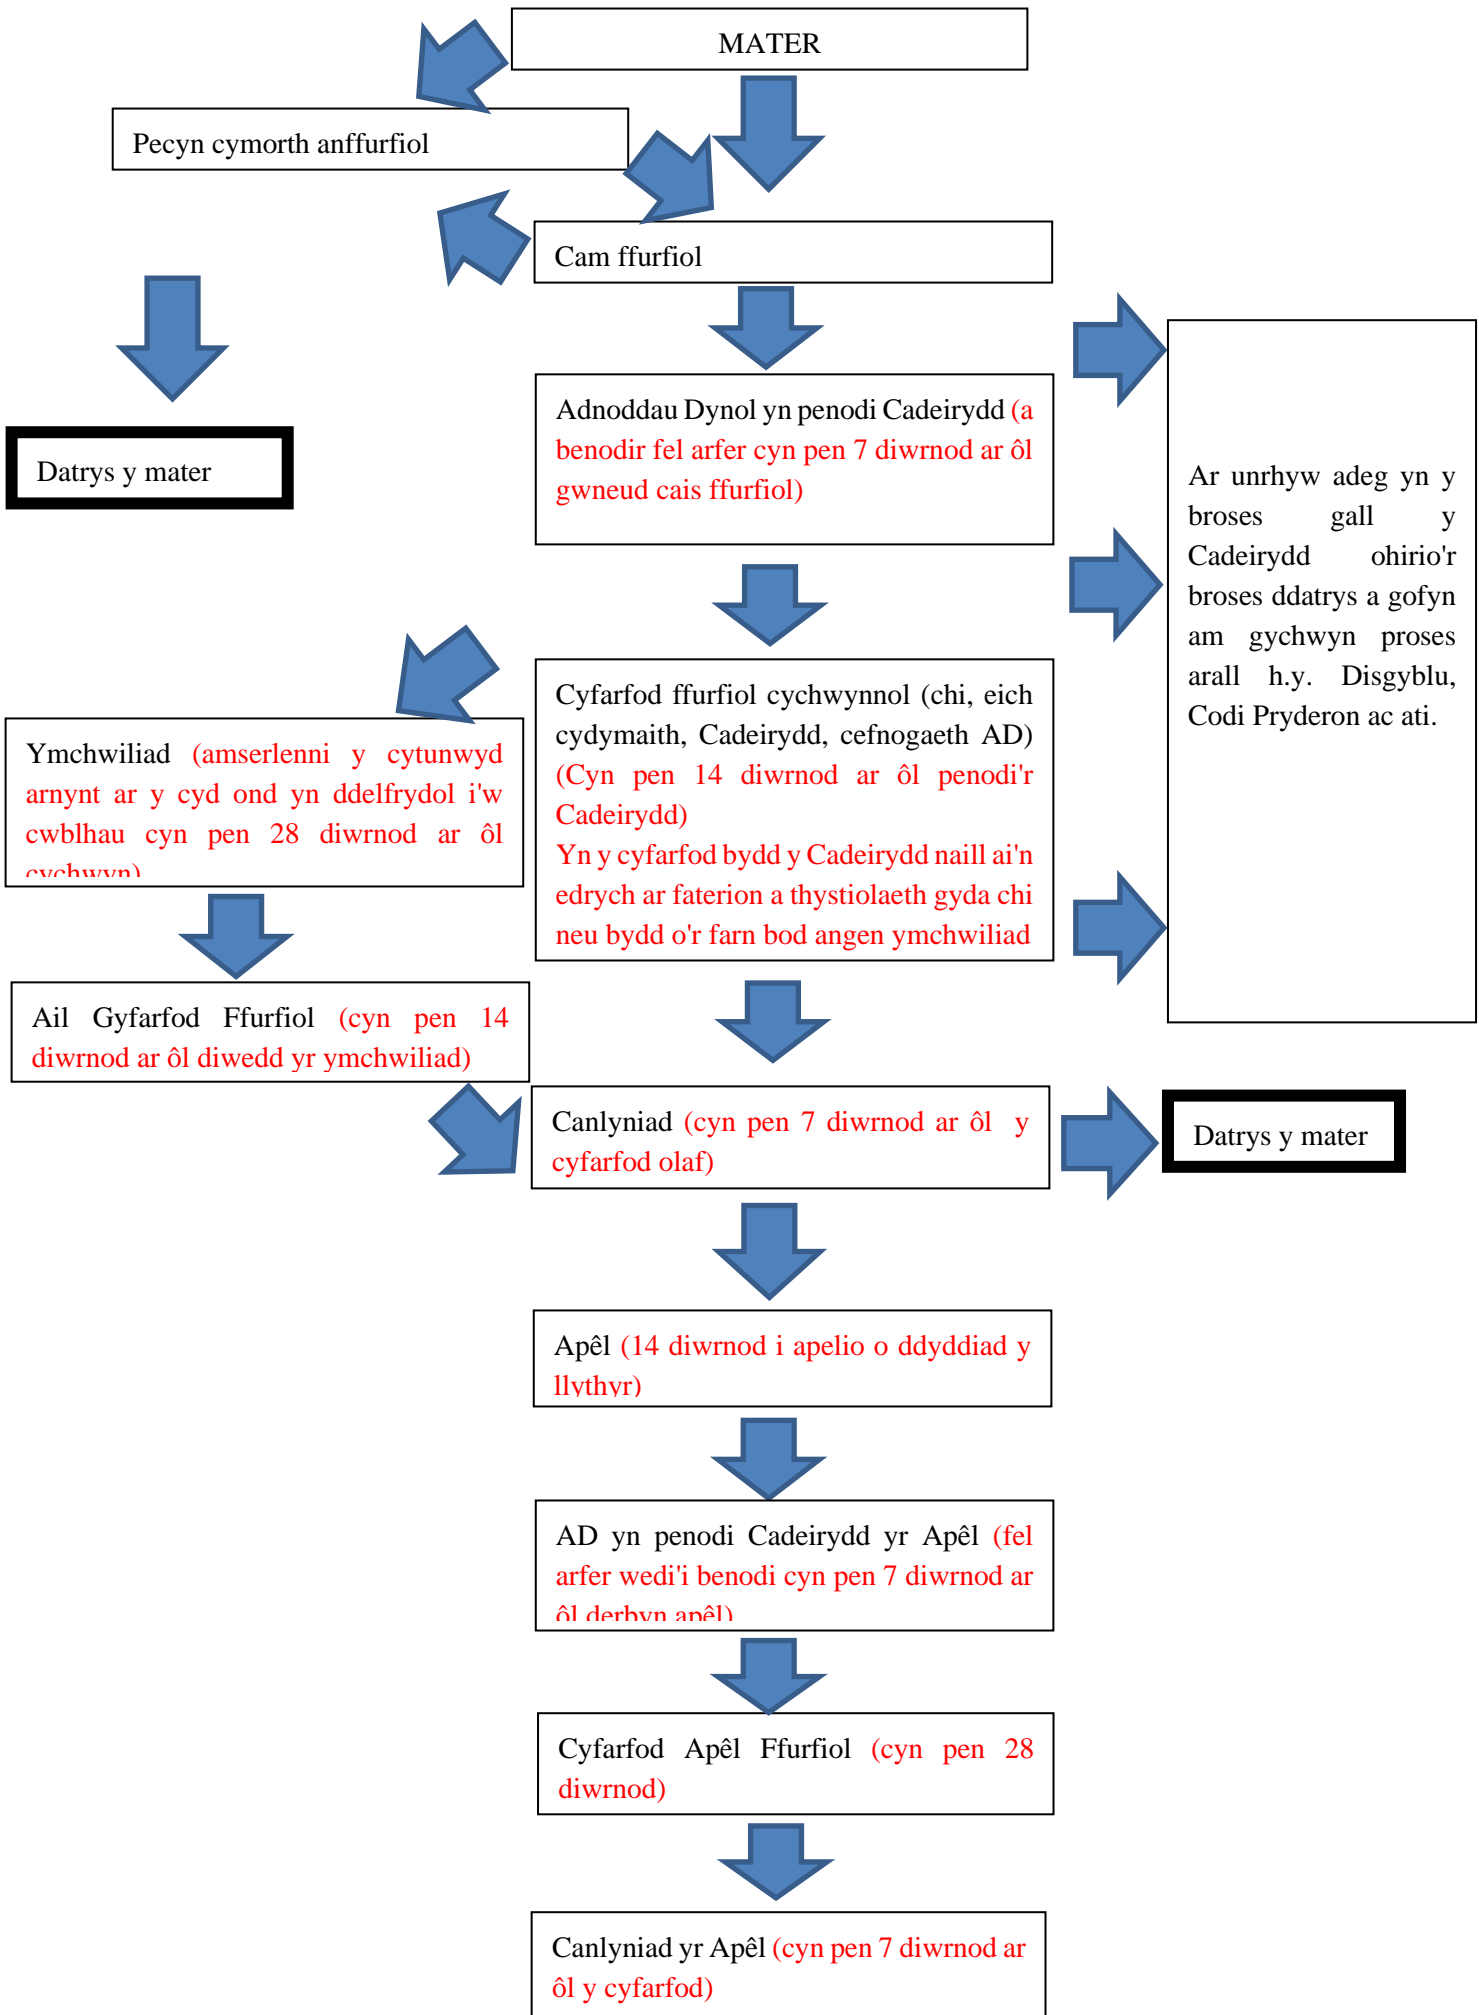 MATER
Pecyn cymorth anffurfiol
Cam ffurfiol
Adnoddau Dynol yn penodi Cadeirydd (a
benodir fel arfer cyn pen 7 diwrnod ar ôl
gwneud cais ffurfiol)
Datrys y mater
Ar unrhyw adeg yn y
broses gall y
Cadeirydd ohirio'r
broses ddatrys a gofyn
am gychwyn proses
arall h.y. Disgyblu,
Codi Pryderon ac ati.
Cyfarfod ffurfiol cychwynnol (chi, eich
cydymaith, Cadeirydd, cefnogaeth AD)
(Cyn pen 14 diwrnod ar ôl penodi'r
Cadeirydd)
Yn y cyfarfod bydd y Cadeirydd naill ai'n
edrych ar faterion a thystiolaeth gyda chi
neu bydd o'r farn bod angen ymchwiliad
Ymchwiliad (amserlenni y cytunwyd
arnynt ar y cyd ond yn ddelfrydol i'w
cwblhau cyn pen 28 diwrnod ar ôl
cychwyn)
Ail Gyfarfod Ffurfiol (cyn pen 14
diwrnod ar ôl diwedd yr ymchwiliad)
Canlyniad (cyn pen 7 diwrnod ar ôl y
cyfarfod olaf)
Datrys y mater
Apêl (14 diwrnod i apelio o ddyddiad y
llythyr)
AD yn penodi Cadeirydd yr Apêl (fel
arfer wedi'i benodi cyn pen 7 diwrnod ar
ôl derbyn apêl)
Cyfarfod Apêl Ffurfiol (cyn pen 28
diwrnod)
Canlyniad yr Apêl (cyn pen 7 diwrnod ar
ôl y cyfarfod)